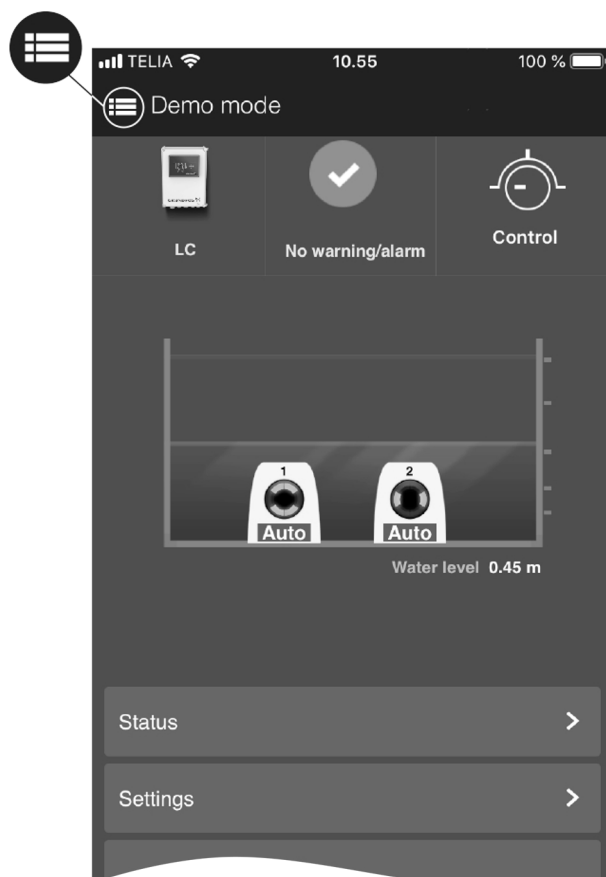 TELIA 10.55 100 %
Demo mode
LC
No warning/alarm
Control
1 2
Auto Auto
Water level 0.45 m
Status
Settings